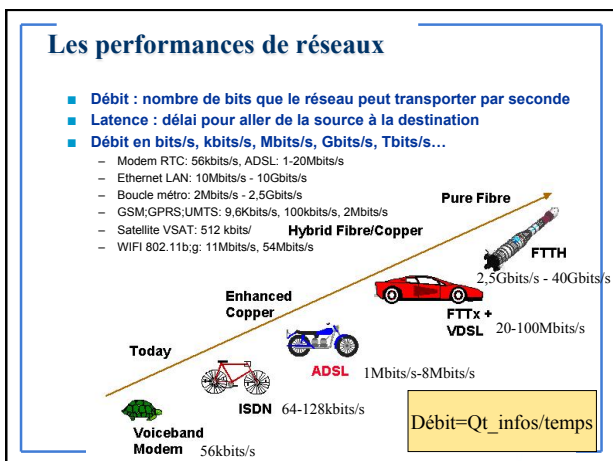 Les performances de réseaux
Débit : nombre de bits que le réseau peut transporter par seconde
Latence : délai pour aller de la source à la destination
Débit en bits/s, kbits/s, Mbits/s, Gbits/s, Tbits/s…
– Modem RTC: 56kbits/s, ADSL: 1-20Mbits/s
– Ethernet LAN: 10Mbits/s - 10Gbits/s
– Boucle métro: 2Mbits/s - 2,5Gbits/s
– GSM;GPRS;UMTS: 9,6Kbits/s, 100kbits/s, 2Mbits/s
– Satellite VSAT: 512 kbits/
– WIFI 802.11b;g: 11Mbits/s, 54Mbits/s
Pure Fibre
Hybrid Fibre/Copper
FTTH
2,5Gbits/s - 40Gbits/s
Enhanced
Copper
FTTx +
VDSL
20-100Mbits/s
Today
ADSL
1Mbits/s-8Mbits/s
ISDN
64-128kbits/s
Voiceband
Modem
56kbits/s
Débit=Qt_infos/temps